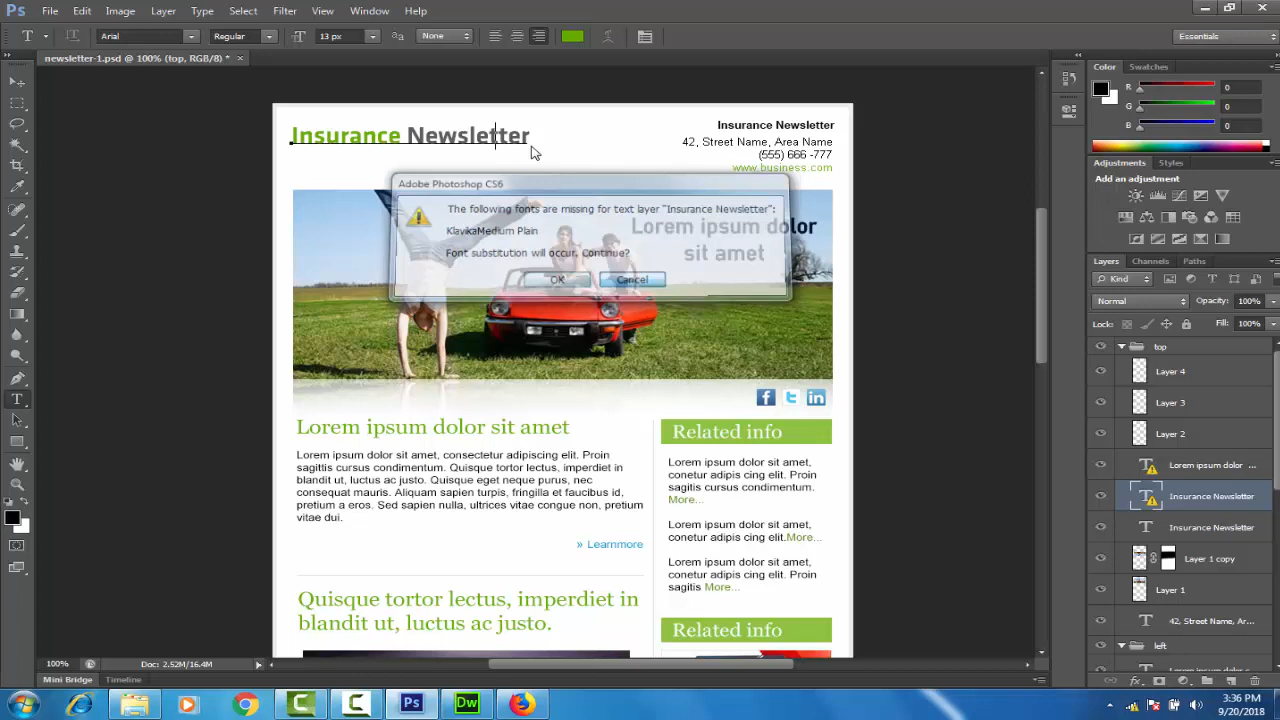 Ps File Edit Image Layer Type Select Filter View Window Help
T Arial Regular 13 px None Essentials
newsletter-1.psd @ 100% (top, RGB/8) *
Insurance Newsletter
Insurance Newsletter
42, Street Name, Area Name
(555) 666 -777
www.business.com
Adobe Photoshop CS6
The following fonts are missing for text layer "Insurance Newsletter":
KlavikaMedium Plain
Font substitution will occur. Continue?
OK Cancel
Lorem ipsum dolor
sit amet
Lorem ipsum dolor sit amet
Lorem ipsum dolor sit amet, consectetur adipiscing elit. Proin
sagittis cursus condimentum. Quisque tortor lectus, imperdiet in
blandit ut, luctus ac justo. Aliquam eget neque purus, nec
consequat mauris. Aliquam sapien turpis, fringilla et faucibus id,
pretium a eros. Sed sapien nulla, ultrices vitae congue non, pretium
vitae dui.
» Learnmore
Quisque tortor lectus, imperdiet in
blandit ut, luctus ac justo.
Related info
Lorem ipsum dolor sit amet,
conetur adipis cing elit. Proin
sagittis cursus condimentum.
More...
Lorem ipsum dolor sit amet,
conetur adipis cing elit.More...
Lorem ipsum dolor sit amet,
conetur adipis cing elit. Proin
sagitis More...
Related info
Color Swatches
R 0
G 0
B 0
Adjustments Styles
Add an adjustment
Layers Channels Paths
Kind T
Normal Opacity: 100%
Lock: Fill: 100%
top
Layer 4
Layer 3
Layer 2
T Lorem ipsum dolor ...
T Insurance Newsletter
T Insurance Newsletter
Layer 1 copy
Layer 1
T 42, Street Name, Ar...
left
100% Doc: 2.52M/16.4M
fx
Mini Bridge Timeline
Ps Dw
3:36 PM
9/20/2018